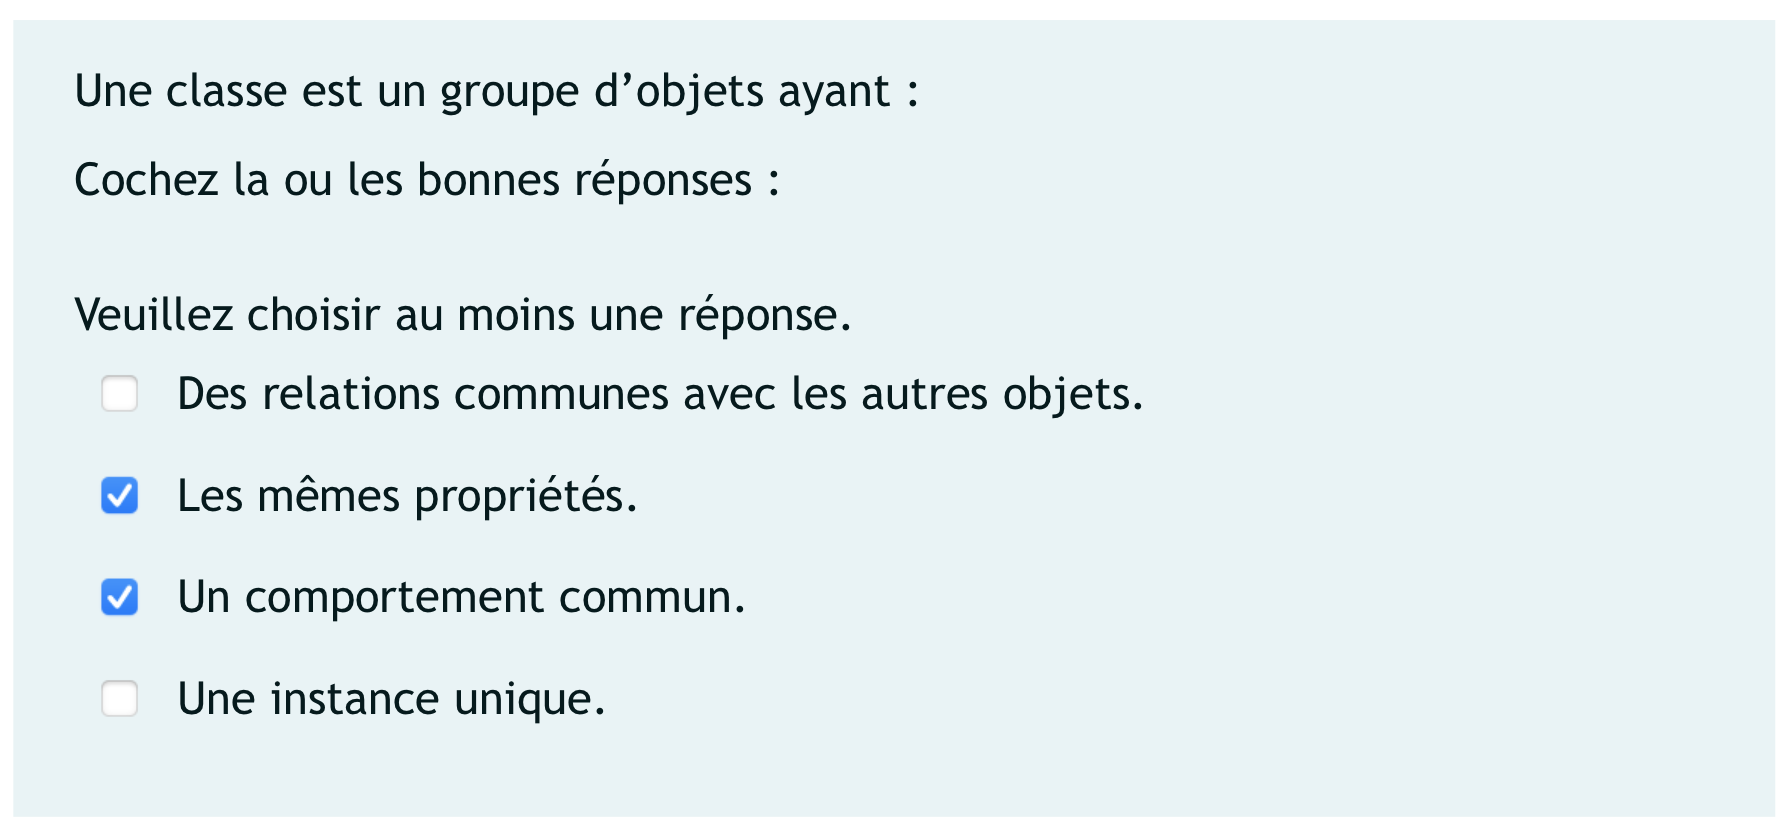 Une classe est un groupe d’objets ayant :
Cochez la ou les bonnes réponses :
Veuillez choisir au moins une réponse.
Des relations communes avec les autres objets.
Les mêmes propriétés.
Un comportement commun.
Une instance unique.